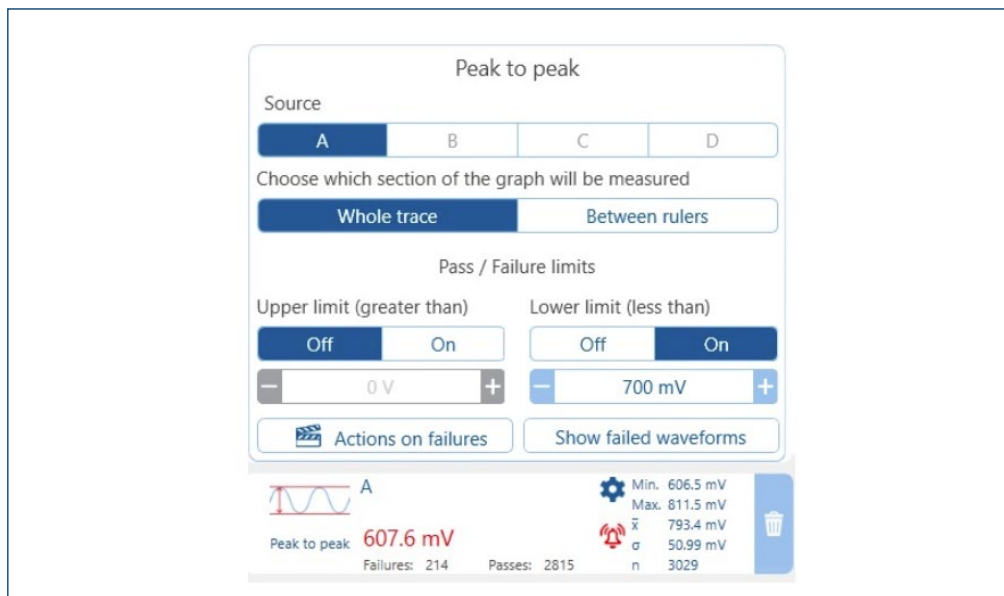 Peak to peak
Source
A B C D
Choose which section of the graph will be measured
Whole trace Between rulers
Pass / Failure limits
Upper limit (greater than) Lower limit (less than)
Off On Off On
− 0 V + − 700 mV +
Actions on failures Show failed waveforms
A Min. 606.5 mV
Max. 811.5 mV
Peak to peak 607.6 mV x̄ 793.4 mV
σ 50.99 mV
Failures: 214 Passes: 2815 n 3029